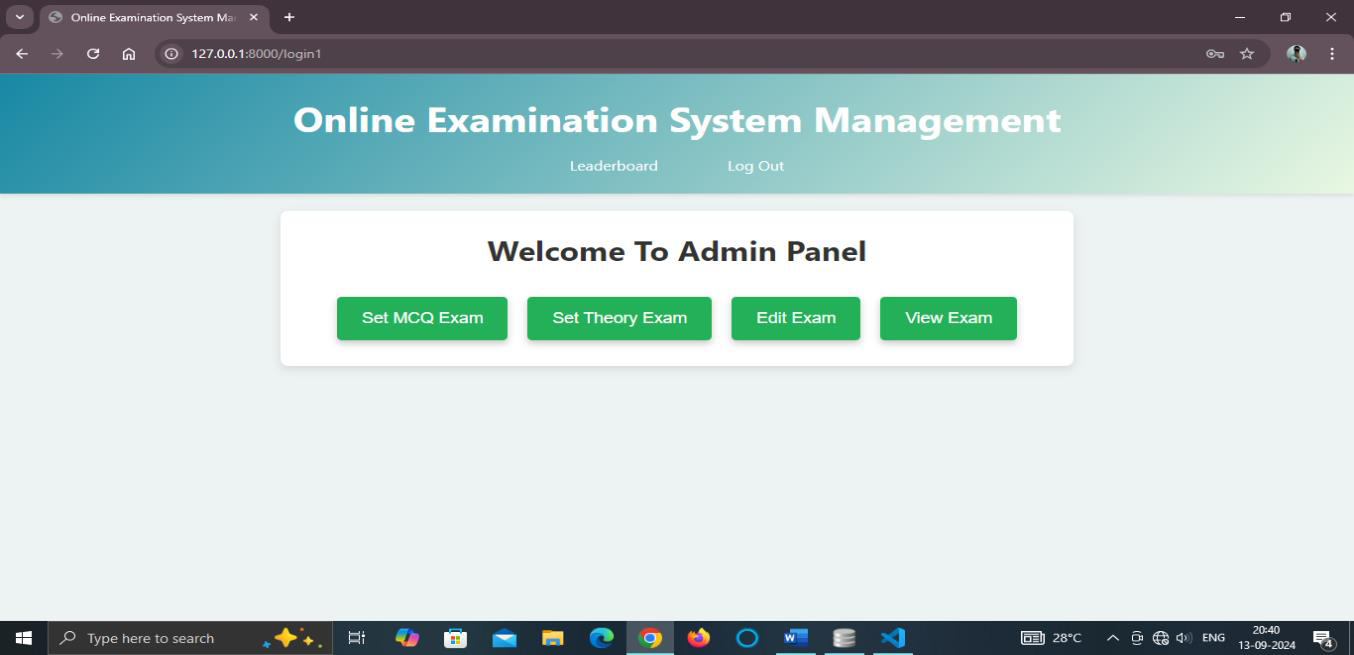 Online Examination System Ma
127.0.0.1:8000/login1
Online Examination System Management
Leaderboard Log Out
Welcome To Admin Panel
Set MCQ Exam Set Theory Exam Edit Exam View Exam
Type here to search 28°C ENG 20:40
13-09-2024 4